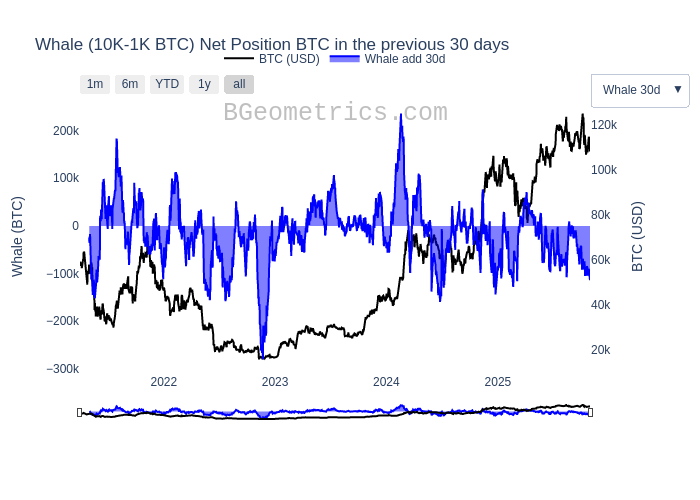 Whale (10K-1K BTC) Net Position BTC in the previous 30 days
BTC (USD) Whale add 30d
1m 6m YTD 1y all
Whale 30d ▼
BGeometrics.com
200k
100k
0
−100k
−200k
−300k
Whale (BTC)
120k
100k
80k
60k
40k
20k
BTC (USD)
2022 2023 2024 2025